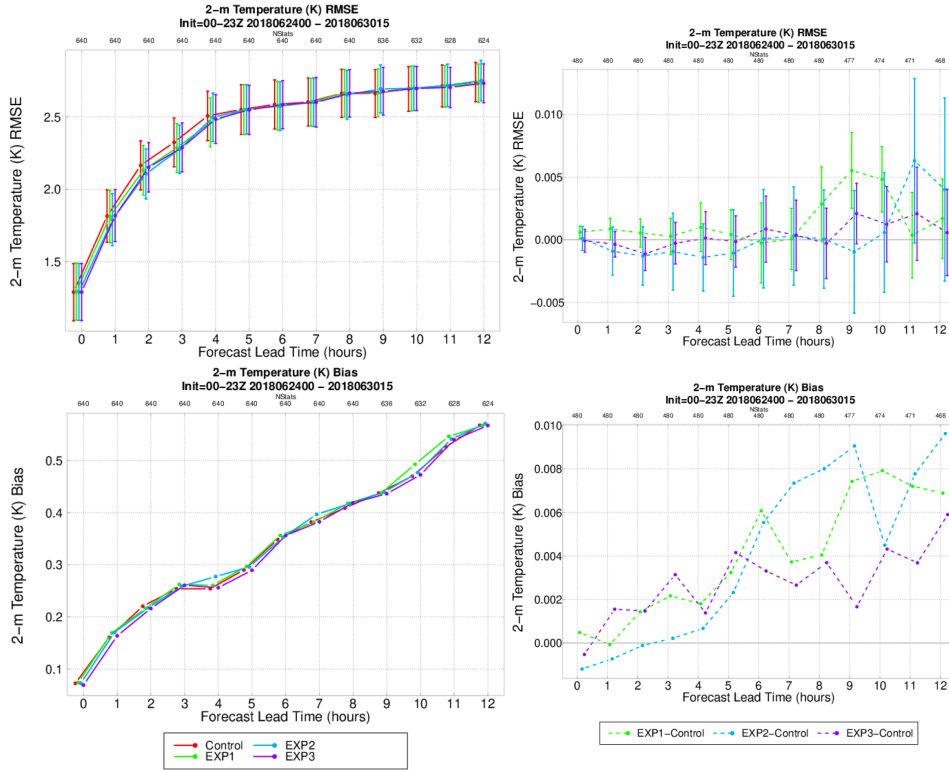 2−m Temperature (K) RMSE
Init=00−23Z 2018062400 − 2018063015
NStats
640 640 640 640 640 640 640 640 640 636 632 628 624
2−m Temperature (K) RMSE
2.5
2.0
1.5
0 1 2 3 4 5 6 7 8 9 10 11 12
Forecast Lead Time (hours)
2−m Temperature (K) RMSE
Init=00−23Z 2018062400 − 2018063015
NStats
480 480 480 480 480 480 480 480 480 477 474 471 468
2−m Temperature (K) RMSE
0.010
0.005
0.000
−0.005
0 1 2 3 4 5 6 7 8 9 10 11 12
Forecast Lead Time (hours)
2−m Temperature (K) Bias
Init=00−23Z 2018062400 − 2018063015
NStats
640 640 640 640 640 640 640 640 640 636 632 628 624
2−m Temperature (K) Bias
0.5
0.4
0.3
0.2
0.1
0 1 2 3 4 5 6 7 8 9 10 11 12
Forecast Lead Time (hours)
Control EXP2
EXP1 EXP3
2−m Temperature (K) Bias
Init=00−23Z 2018062400 − 2018063015
NStats
480 480 480 480 480 480 480 480 480 477 474 471 468
2−m Temperature (K) Bias
0.010
0.008
0.006
0.004
0.002
0.000
0 1 2 3 4 5 6 7 8 9 10 11 12
Forecast Lead Time (hours)
EXP1−Control EXP2−Control EXP3−Control